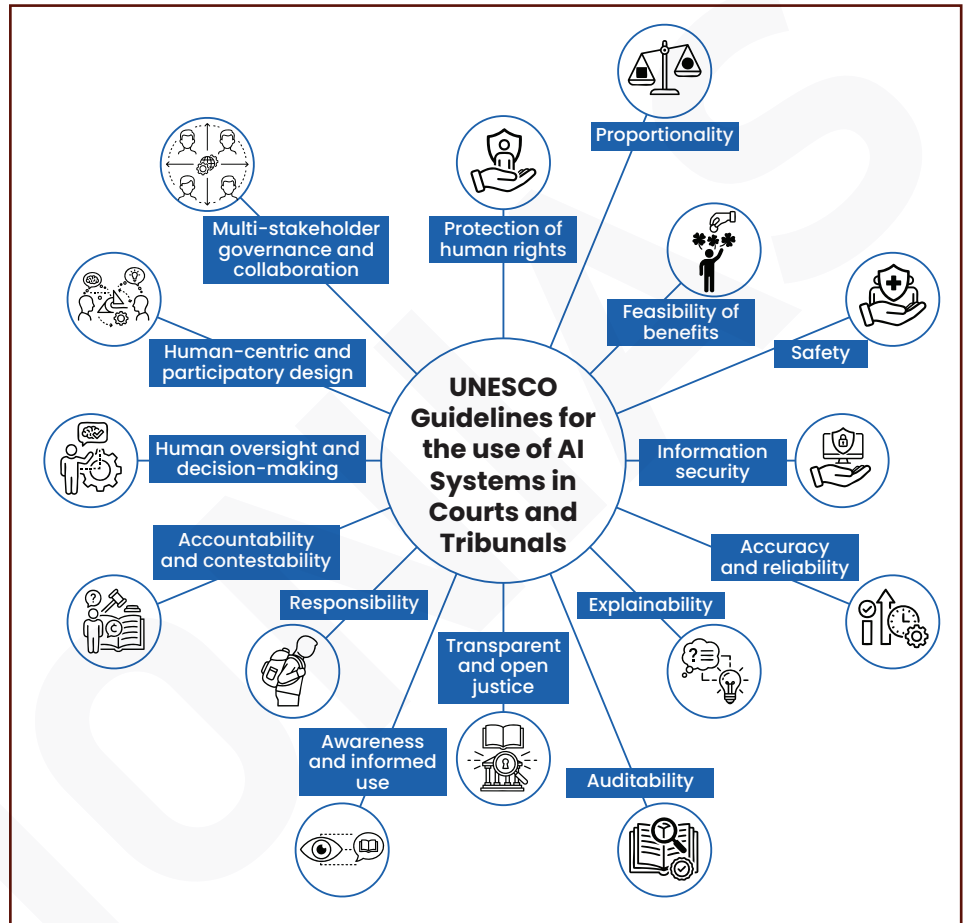 Proportionality
Protection of
human rights
Multi-stakeholder
governance and
collaboration
Feasibility of
benefits
Human-centric and
participatory design
Safety
UNESCO
Guidelines for
the use of AI
Systems in
Courts and
Tribunals
Human oversight and
decision-making
Information
security
Accountability
and contestability
Accuracy
and reliability
Responsibility
Explainability
Transparent
and open
justice
Awareness
and informed
use
Auditability